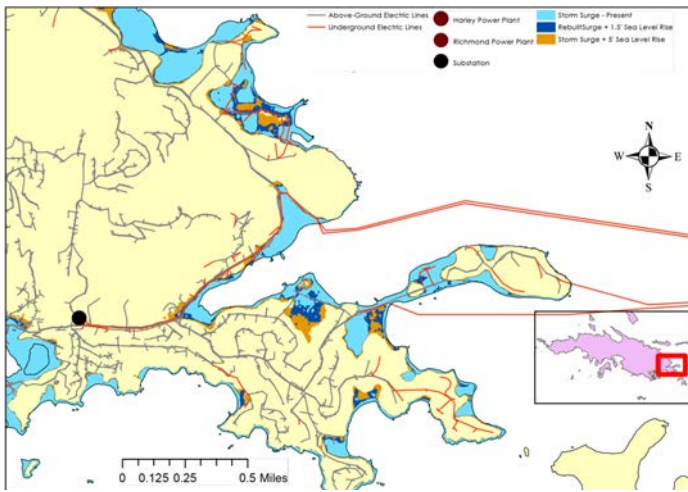 Above-Ground Electric Lines
Underground Electric Lines
Harley Power Plant
Richmond Power Plant
Substation
Storm Surge - Present
RebuiltSurge + 1.5' Sea Level Rise
Storm Surge + 5' Sea Level Rise
N
W E
S
0 0.125 0.25 0.5 Miles